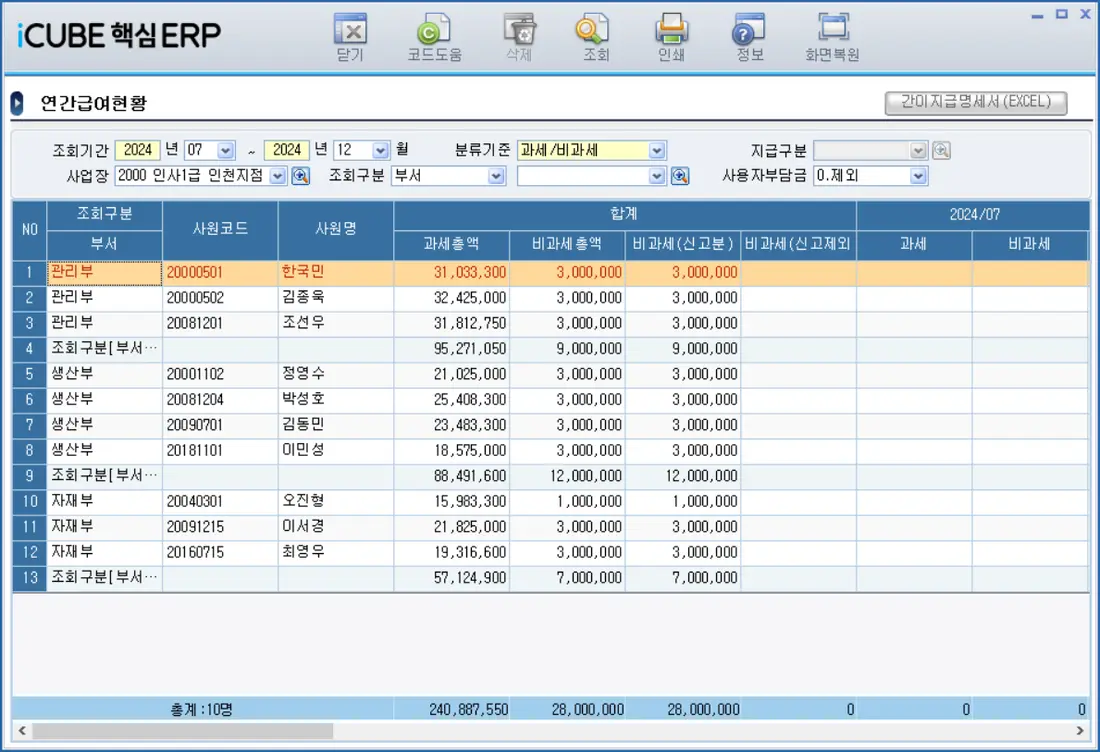 iCUBE 핵심ERP
닫기 코드도움 삭제 조회 인쇄 정보 화면복원
연간급여현황 간이지급명세서(EXCEL)
조회기간 2024 년 07 ~ 2024 년 12 월 분류기준 과세/비과세 지급구분
사업장 2000 인사1급 인천지점 조회구분 부서 사용자부담금 0.제외
NO 조회구분 사원코드 사원명 합계 2024/07
부서 과세총액 비과세총액 비과세(신고분) 비과세(신고제외 과세 비과세
1 관리부 20000501 한국민 31,033,300 3,000,000 3,000,000
2 관리부 20000502 김종욱 32,425,000 3,000,000 3,000,000
3 관리부 20081201 조선우 31,812,750 3,000,000 3,000,000
4 조회구분[부서… 95,271,050 9,000,000 9,000,000
5 생산부 20001102 정영수 21,025,000 3,000,000 3,000,000
6 생산부 20081204 박성호 25,408,300 3,000,000 3,000,000
7 생산부 20090701 김동민 23,483,300 3,000,000 3,000,000
8 생산부 20181101 이민성 18,575,000 3,000,000 3,000,000
9 조회구분[부서… 88,491,600 12,000,000 12,000,000
10 자재부 20040301 오진형 15,983,300 1,000,000 1,000,000
11 자재부 20091215 이서경 21,825,000 3,000,000 3,000,000
12 자재부 20160715 최영우 19,316,600 3,000,000 3,000,000
13 조회구분[부서… 57,124,900 7,000,000 7,000,000
총계 :10명 240,887,550 28,000,000 28,000,000 0 0 0